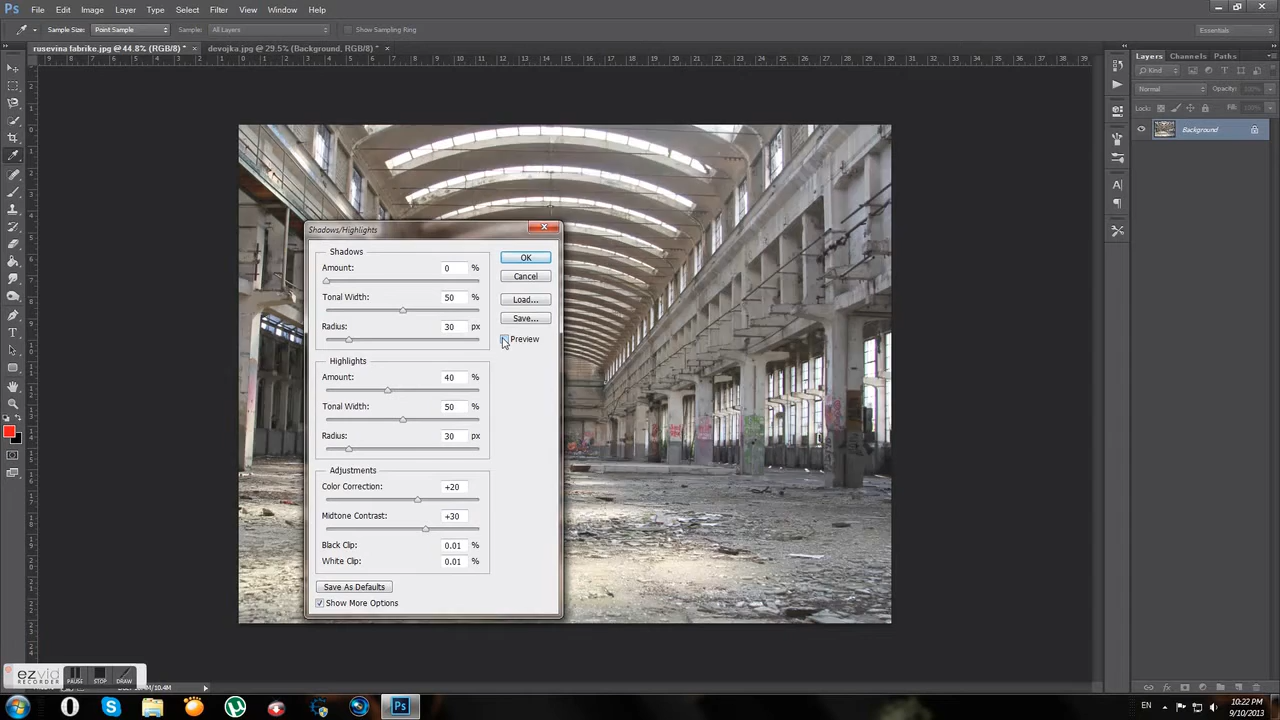 Ps File Edit Image Layer Type Select Filter View Window Help
Sample Size: Point Sample Sample: All Layers Show Sampling Ring Essentials
rusevina fabrike.jpg @ 44.8% (RGB/8) * × devojka.jpg @ 29.5% (Background, RGB/8) * ×
Layers Channels Paths
Kind
Normal Opacity: 100%
Lock: Fill: 100%
Background
Shadows/Highlights
Shadows
Amount: 0 %
Tonal Width: 50 %
Radius: 30 px
OK
Cancel
Load...
Save...
Preview
Highlights
Amount: 40 %
Tonal Width: 50 %
Radius: 30 px
Adjustments
Color Correction: +20
Midtone Contrast: +30
Black Clip: 0.01 %
White Clip: 0.01 %
Save As Defaults
Show More Options
ezvid
RECORDER
PAUSE STOP DRAW
EN 10:22 PM
9/10/2013